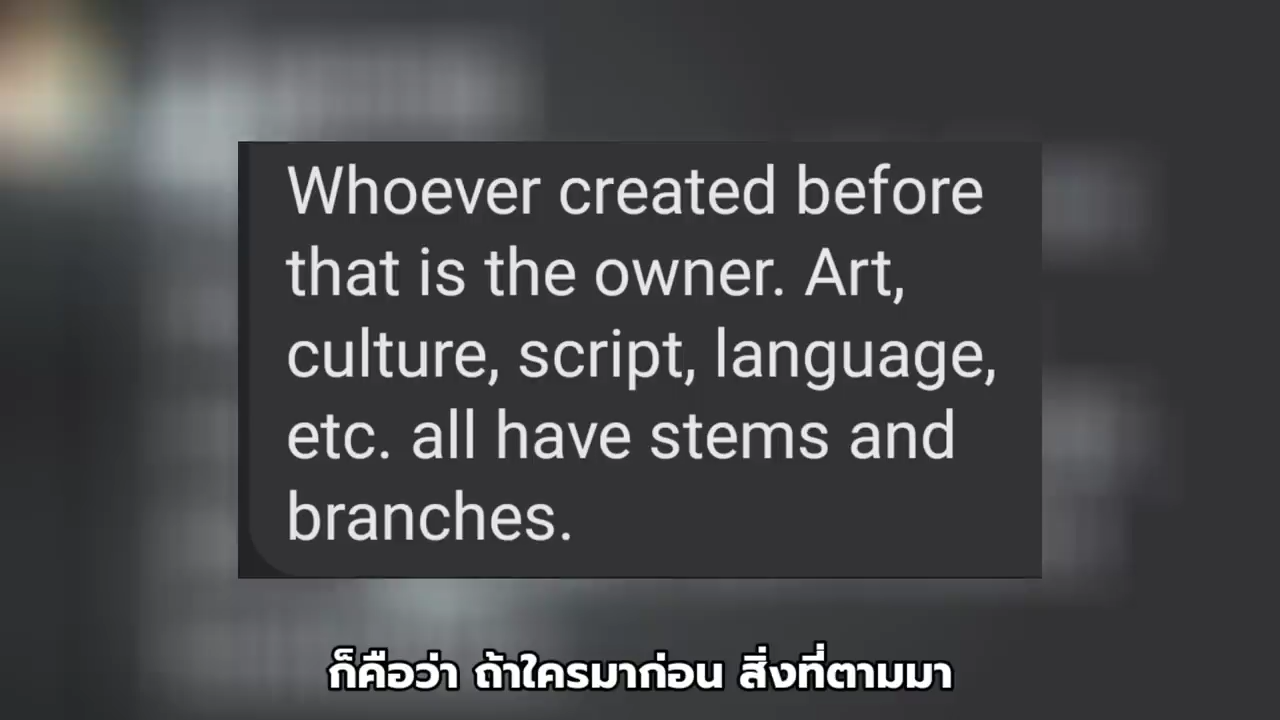 Whoever created before
that is the owner. Art,
culture, script, language,
etc. all have stems and
branches.
ก็คือว่า ถ้าใครมาก่อน สิ่งที่ตามมา